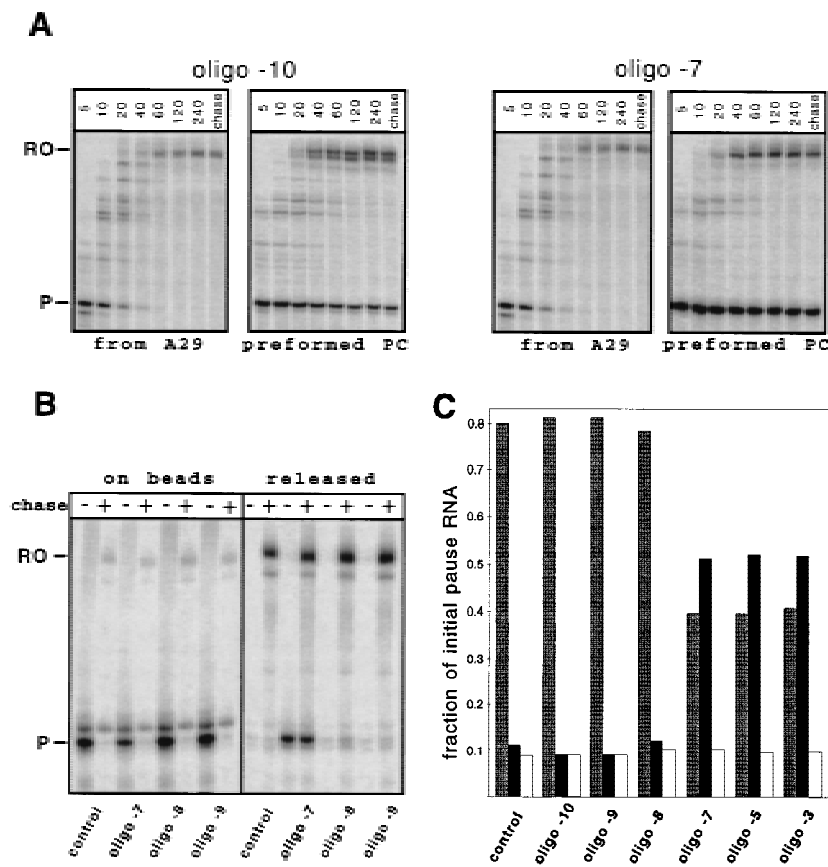 A
oligo -10
oligo -7
5 10 20 40 60 120 240 chase
5 10 20 40 60 120 240 chase
5 10 20 40 60 120 240 chase
5 10 20 40 60 120 240 chase
RO
P
from A29
preformed PC
from A29
preformed PC
B
on beads
released
chase - + - + - + - + - + - + - + - +
RO
P
control
oligo -7
oligo -8
oligo -9
control
oligo -7
oligo -8
oligo -9
C
fraction of initial pause RNA
0.8
0.7
0.6
0.5
0.4
0.3
0.2
0.1
control
oligo -10
oligo -9
oligo -8
oligo -7
oligo -5
oligo -3